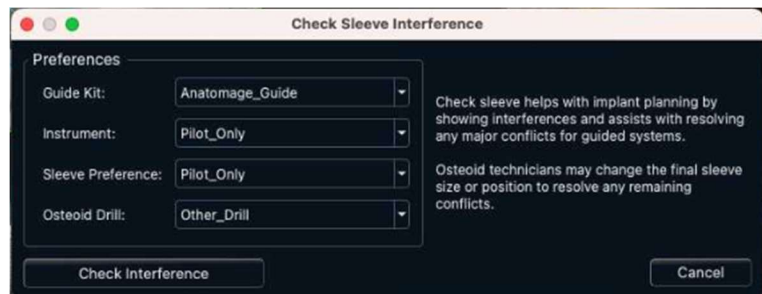 Check Sleeve Interference
Preferences
Guide Kit: Anatomage_Guide
Instrument: Pilot_Only
Sleeve Preference: Pilot_Only
Osteoid Drill: Other_Drill
Check sleeve helps with implant planning by
showing interferences and assists with resolving
any major conflicts for guided systems.
Osteoid technicians may change the final sleeve
size or position to resolve any remaining
conflicts.
Check Interference
Cancel